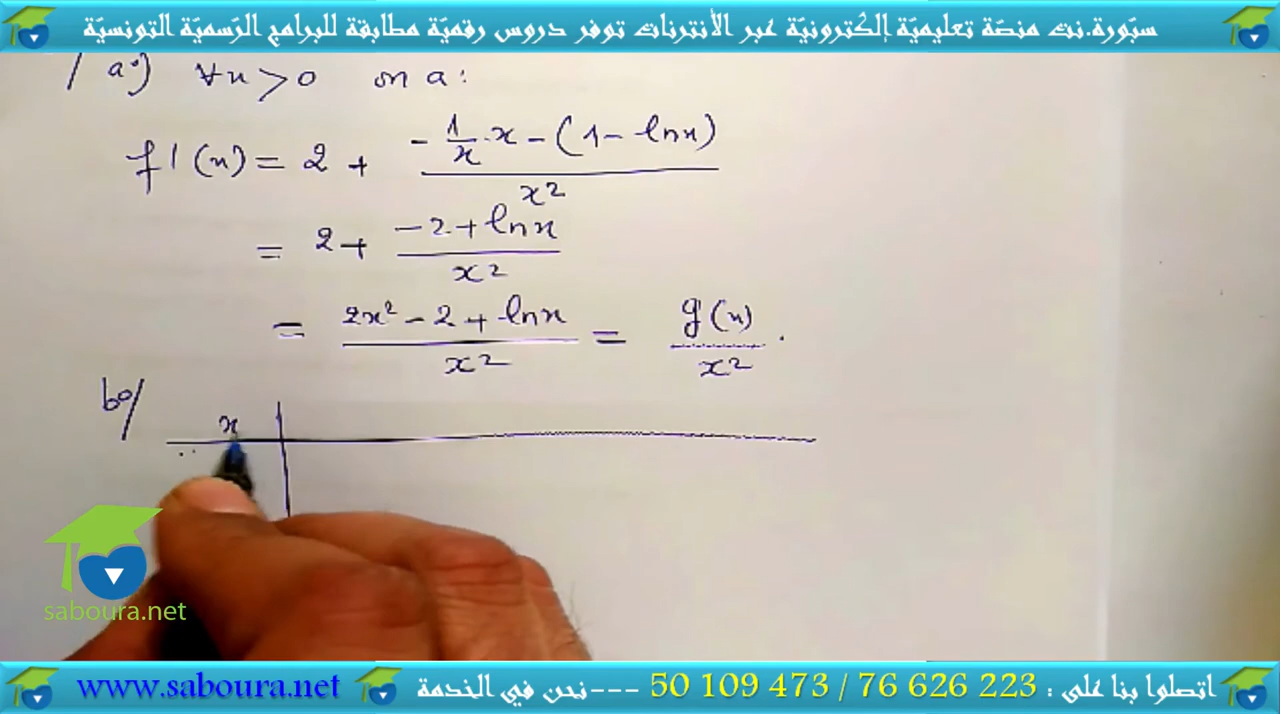 سبّورة.نت منصّة تعليميّة إلكترونيّة عبر الأنترنات توفر دروس رقميّة مطابقة للبرامج الرّسميّة التونسيّة
/ a°) ∀x > 0 on a :
f'(x) = 2 + (-1/x · x - (1 - ln x)) / x²
= 2 + (-2 + ln x) / x²
= (2x² - 2 + ln x) / x² = g(x) / x² .
b°/
x
saboura.net
www.saboura.net اتصلوا بنا على : 50 109 473 / 76 626 223 ---نحن في الخدمة